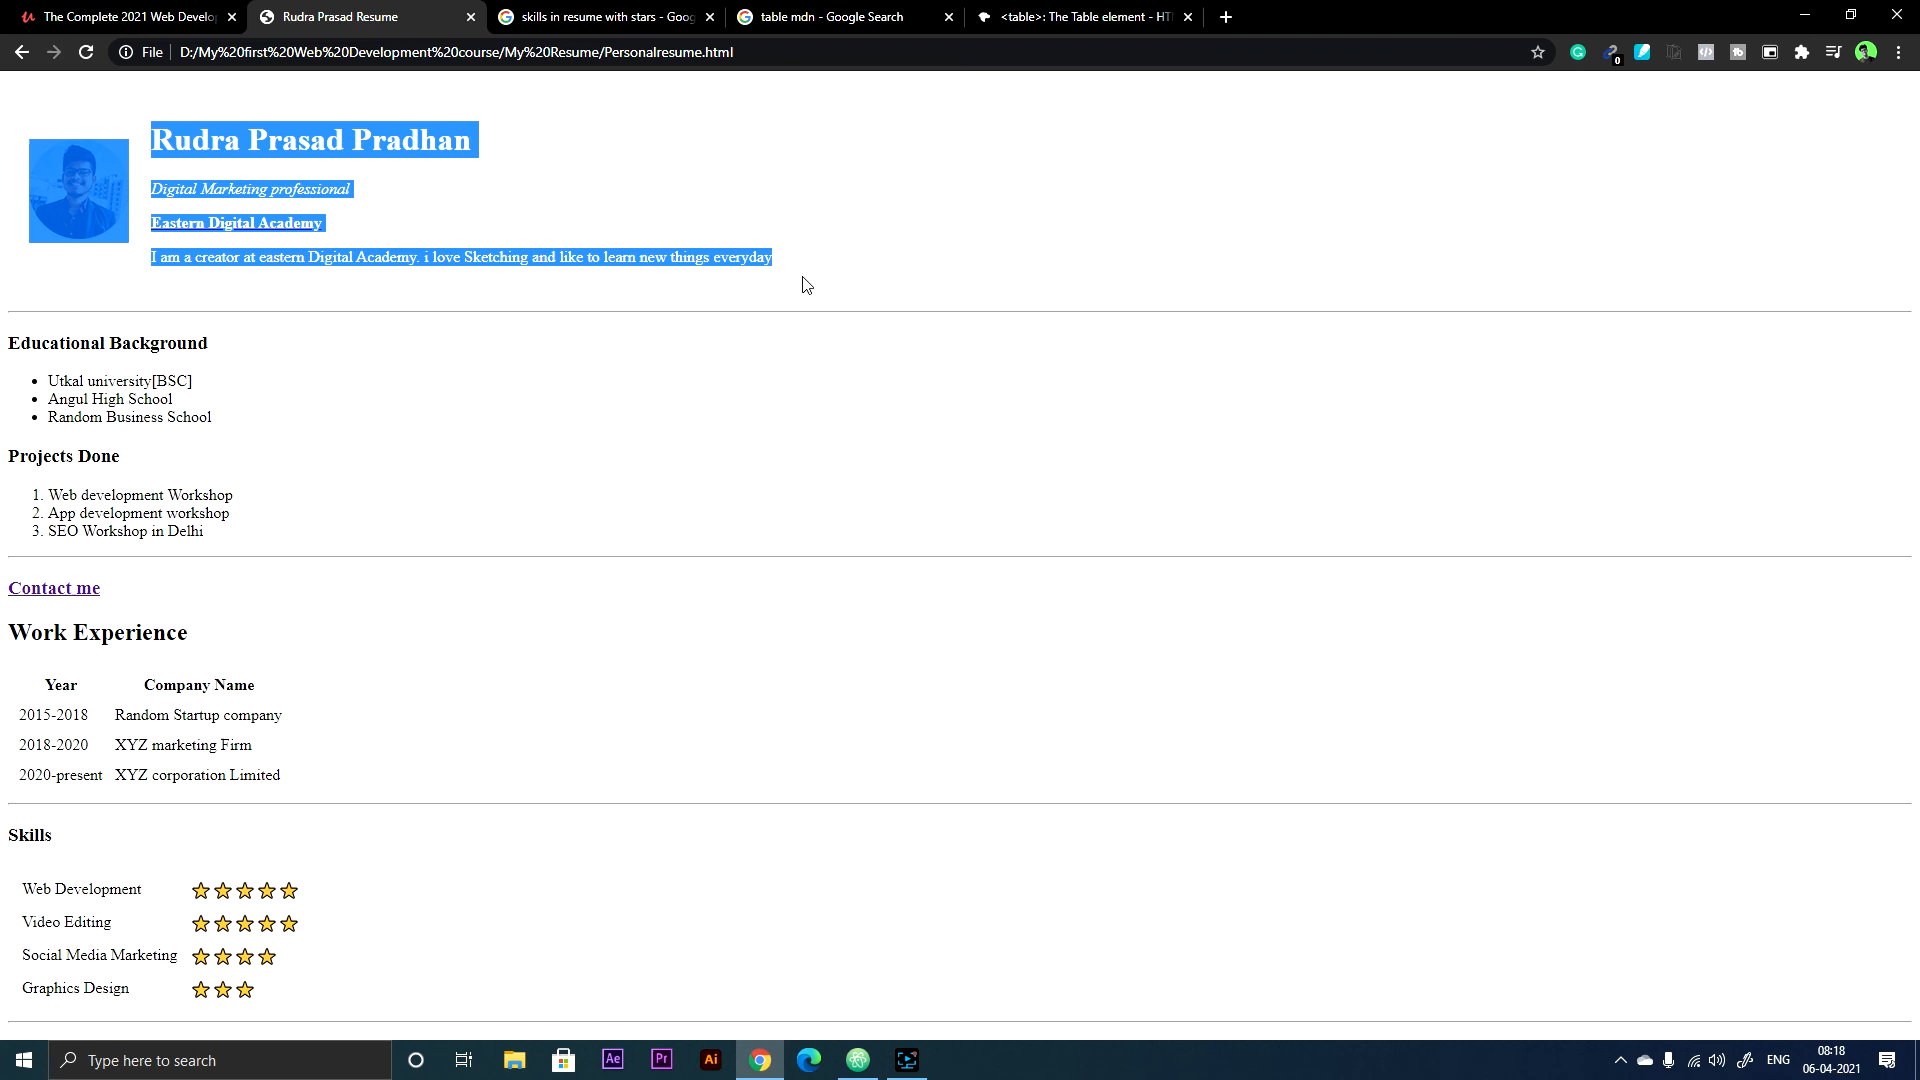 The Complete 2021 Web Develo
Rudra Prasad Resume
skills in resume with stars - Goog
table mdn - Google Search
<table>: The Table element - HT
File
D:/My%20first%20Web%20Development%20course/My%20Resume/Personalresume.html
0
Rudra Prasad Pradhan
Digital Marketing professional
Eastern Digital Academy
I am a creator at eastern Digital Academy. i love Sketching and like to learn new things everyday
Educational Background
Utkal university[BSC]
Angul High School
Random Business School
Projects Done
1. Web development Workshop
2. App development workshop
3. SEO Workshop in Delhi
Contact me
Work Experience
Year Company Name
2015-2018 Random Startup company
2018-2020 XYZ marketing Firm
2020-present XYZ corporation Limited
Skills
Web Development
Video Editing
Social Media Marketing
Graphics Design
Type here to search
Ae
Pr
Ai
ENG
08:18
06-04-2021